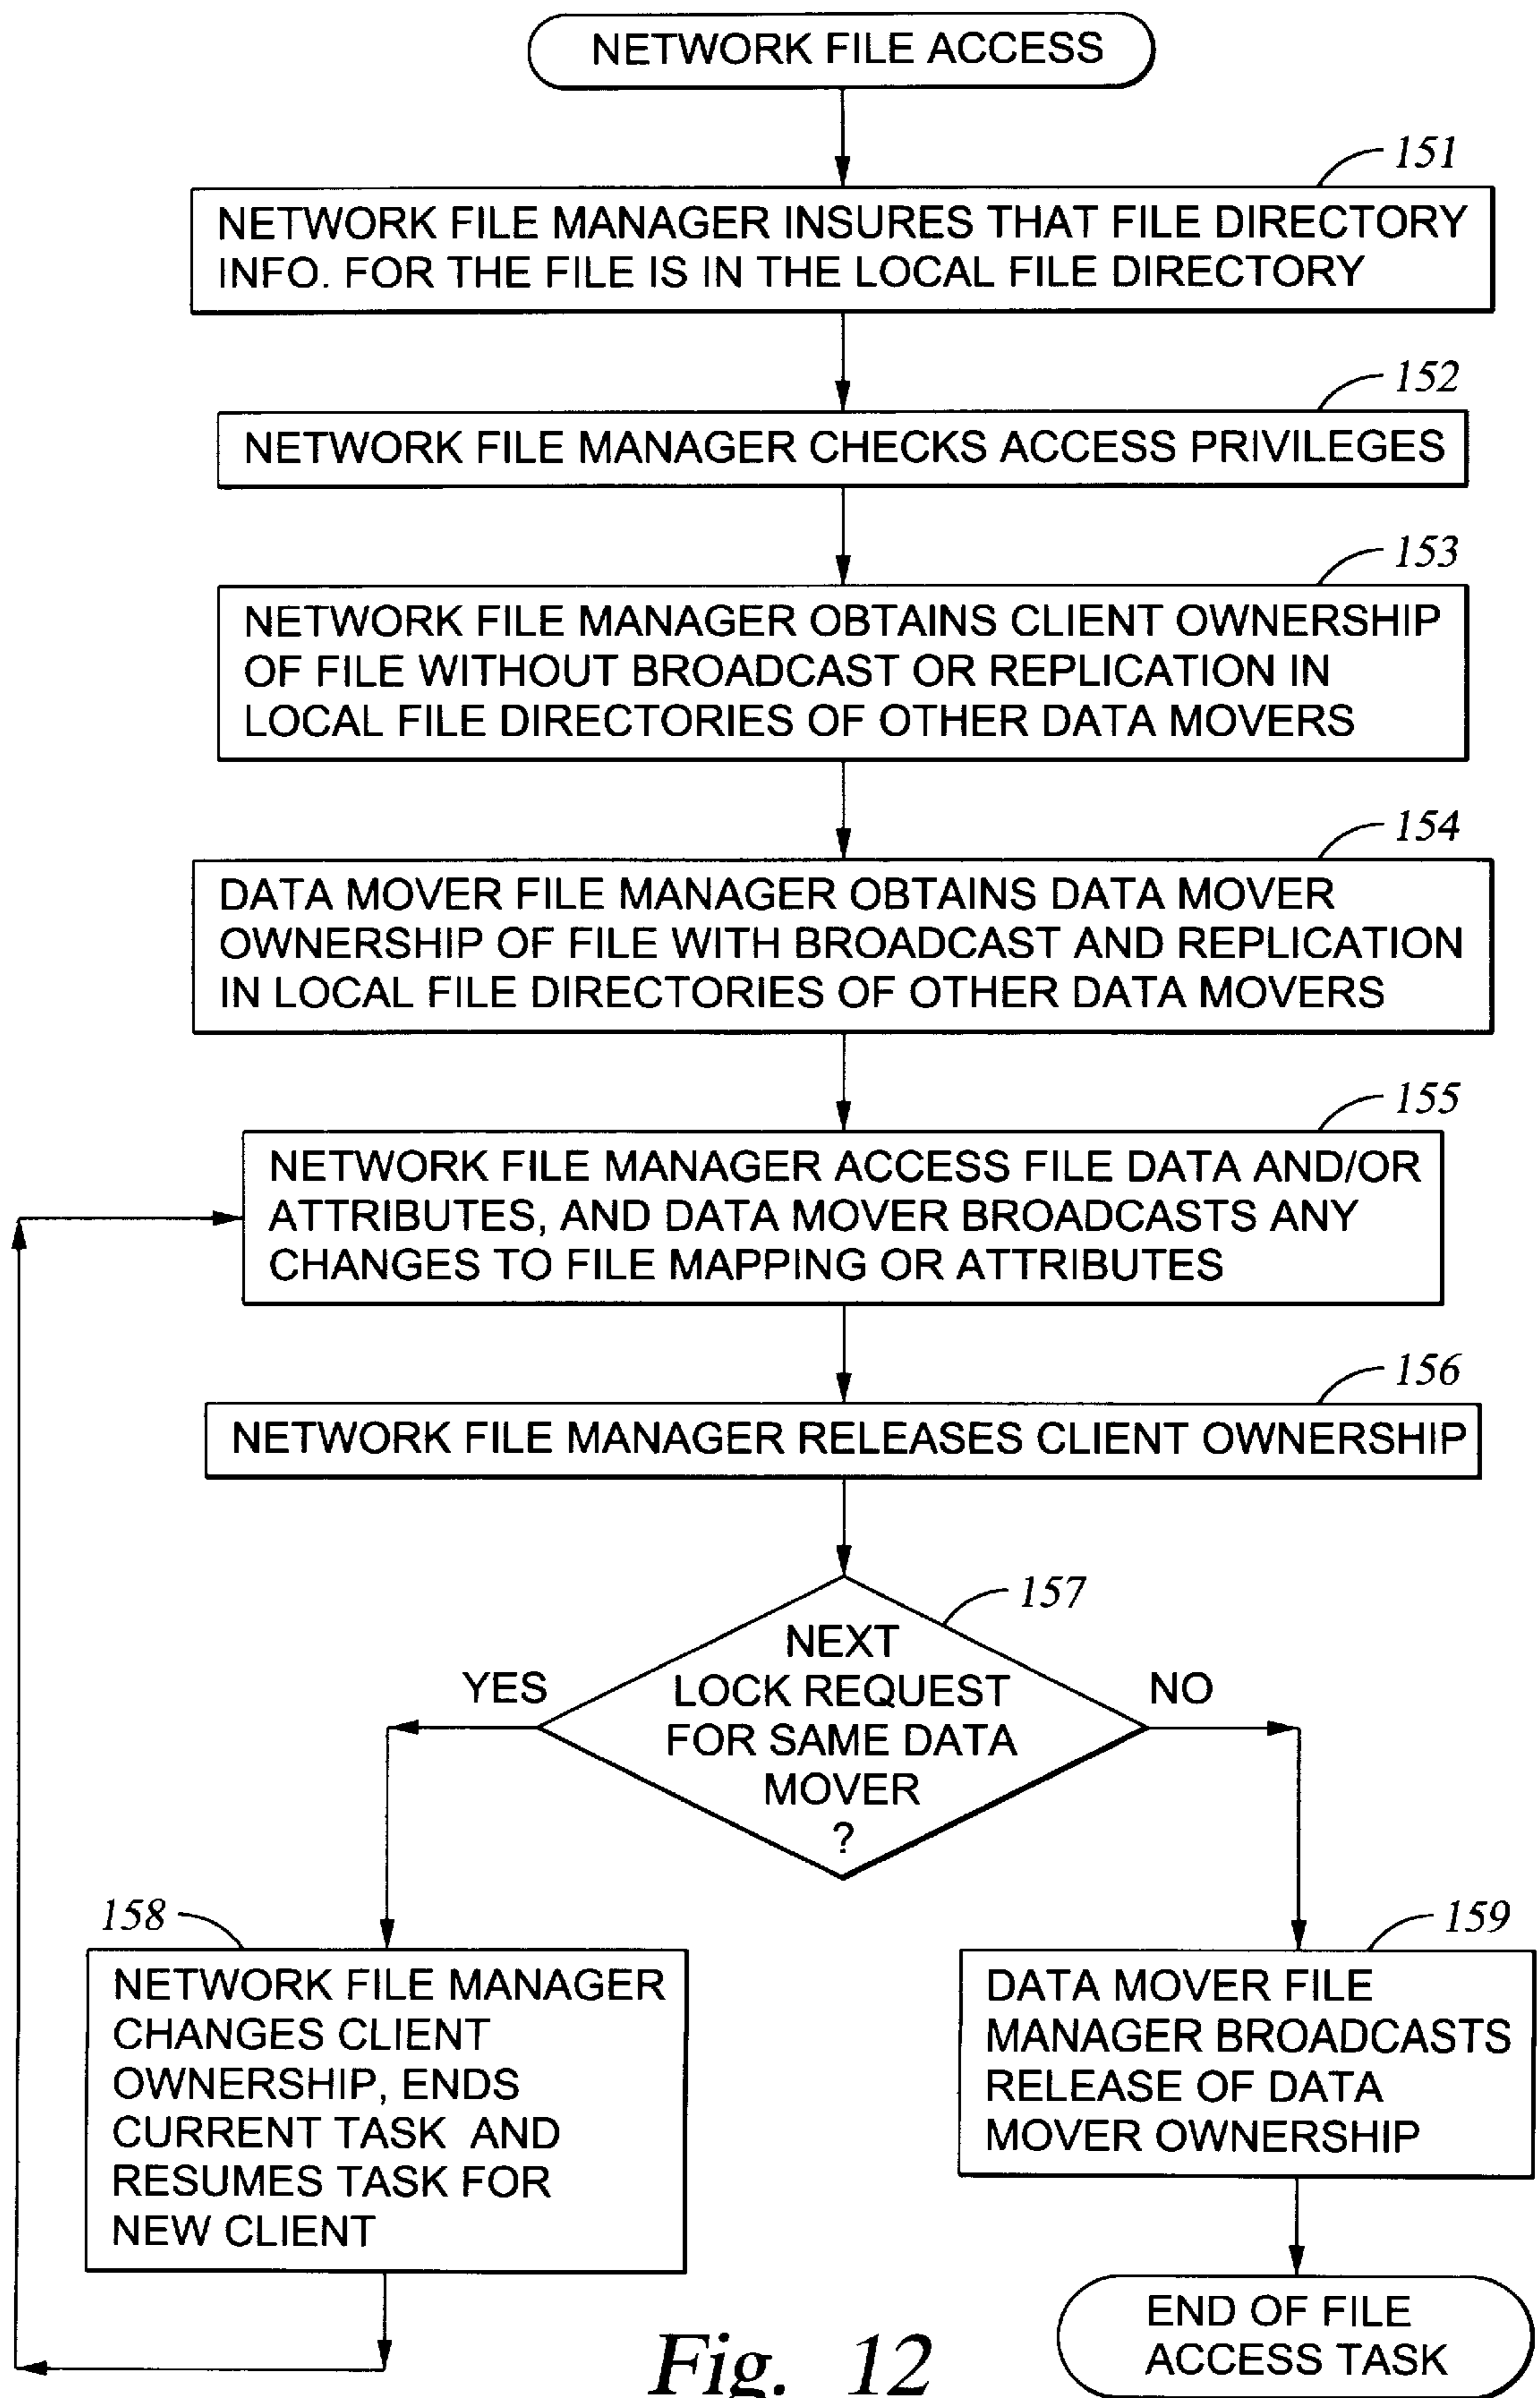 NETWORK FILE ACCESS
151
NETWORK FILE MANAGER INSURES THAT FILE DIRECTORY
INFO. FOR THE FILE IS IN THE LOCAL FILE DIRECTORY
152
NETWORK FILE MANAGER CHECKS ACCESS PRIVILEGES
153
NETWORK FILE MANAGER OBTAINS CLIENT OWNERSHIP
OF FILE WITHOUT BROADCAST OR REPLICATION IN
LOCAL FILE DIRECTORIES OF OTHER DATA MOVERS
154
DATA MOVER FILE MANAGER OBTAINS DATA MOVER
OWNERSHIP OF FILE WITH BROADCAST AND REPLICATION
IN LOCAL FILE DIRECTORIES OF OTHER DATA MOVERS
155
NETWORK FILE MANAGER ACCESS FILE DATA AND/OR
ATTRIBUTES, AND DATA MOVER BROADCASTS ANY
CHANGES TO FILE MAPPING OR ATTRIBUTES
156
NETWORK FILE MANAGER RELEASES CLIENT OWNERSHIP
157
NEXT
LOCK REQUEST
FOR SAME DATA
MOVER
?
YES
NO
158
NETWORK FILE MANAGER
CHANGES CLIENT
OWNERSHIP, ENDS
CURRENT TASK AND
RESUMES TASK FOR
NEW CLIENT
159
DATA MOVER FILE
MANAGER BROADCASTS
RELEASE OF DATA
MOVER OWNERSHIP
END OF FILE
ACCESS TASK
Fig. 12